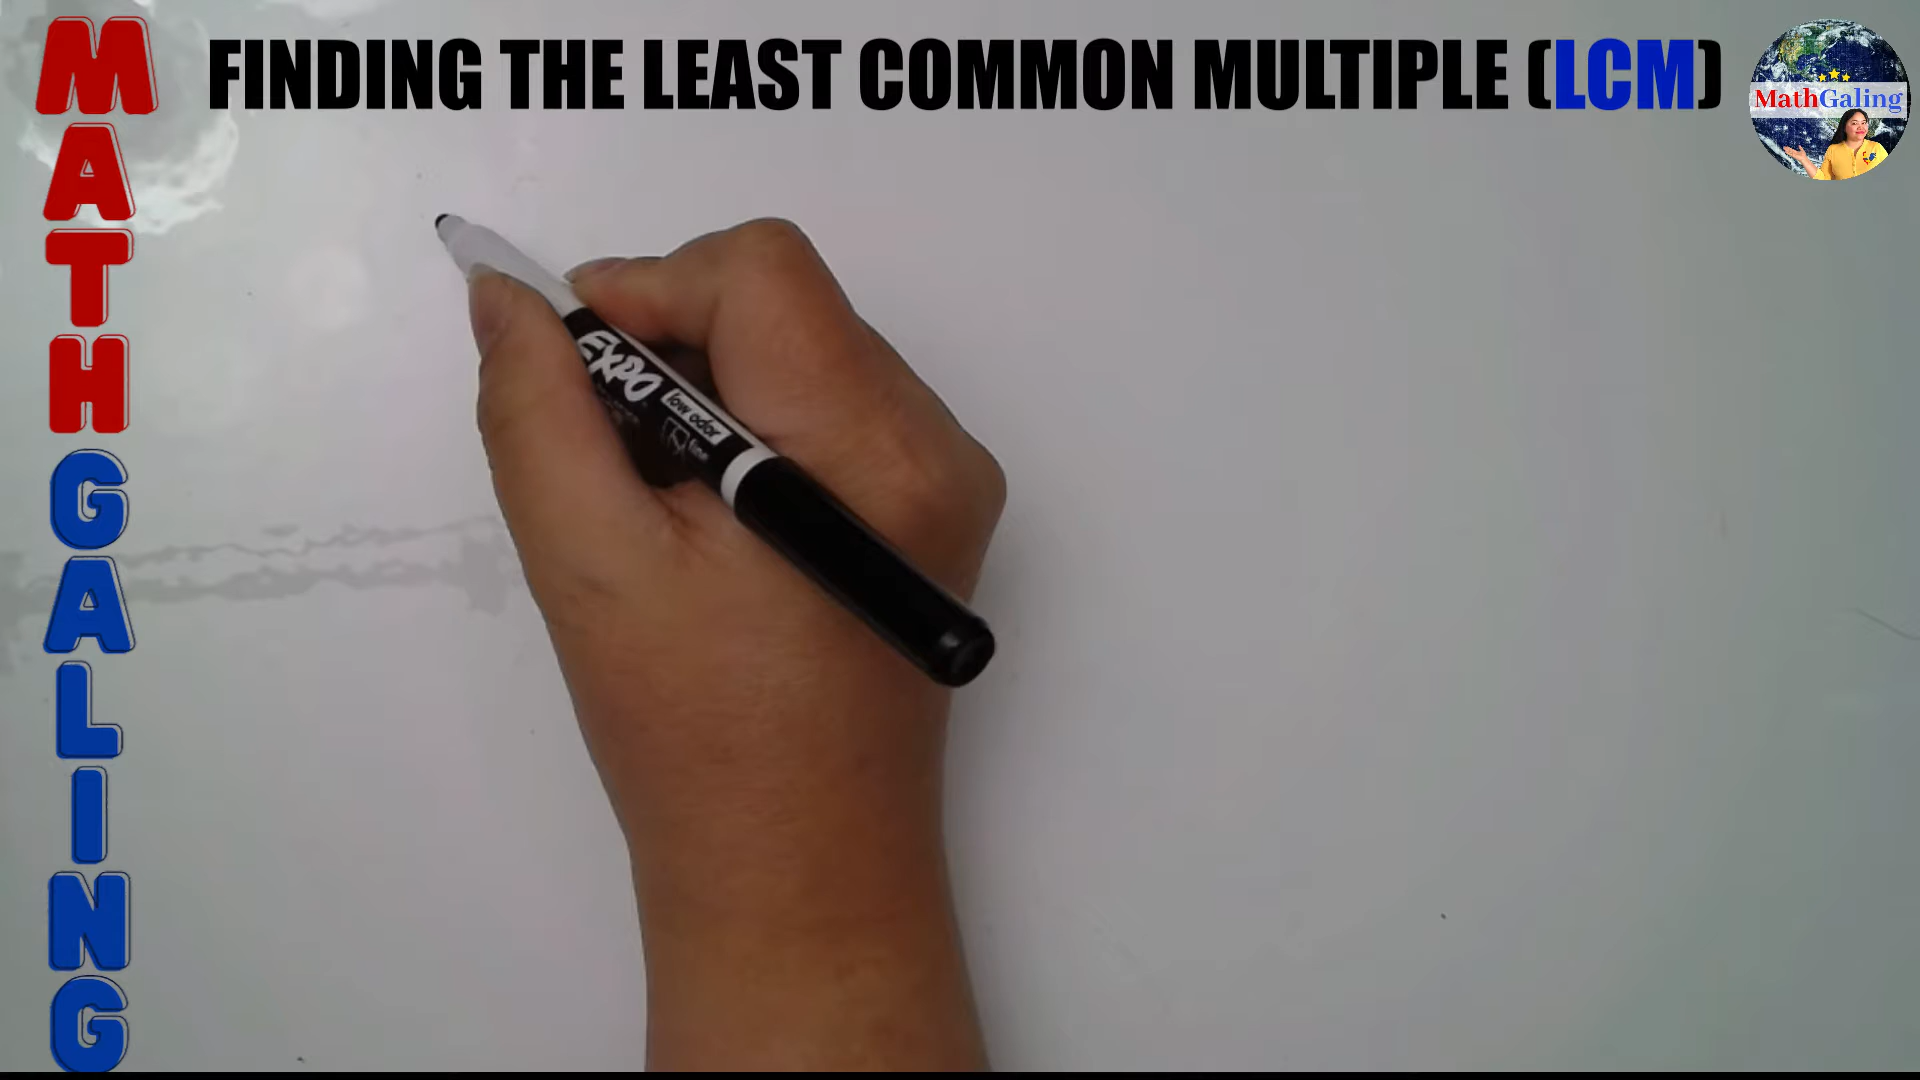 FINDING THE LEAST COMMON MULTIPLE (LCM)
MathGaling
MATH
GALING
EXPO
low odor